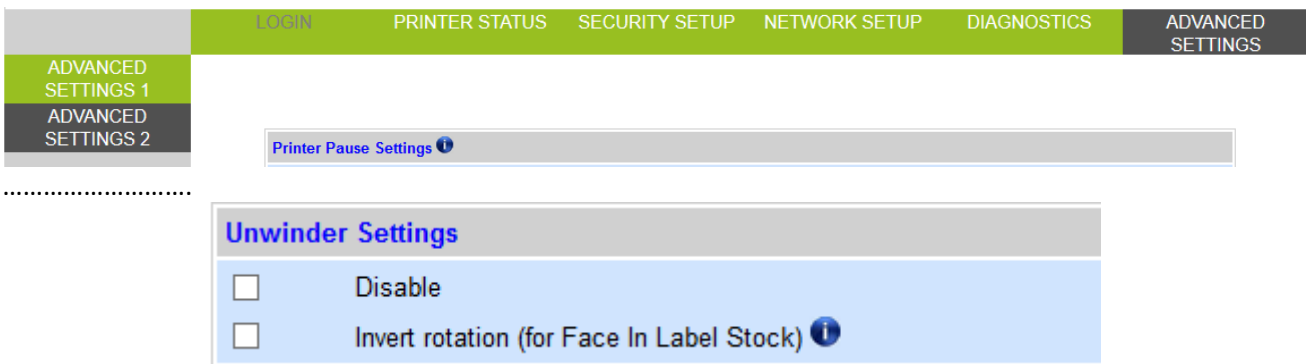 LOGIN PRINTER STATUS SECURITY SETUP NETWORK SETUP DIAGNOSTICS ADVANCED
SETTINGS
ADVANCED
SETTINGS 1
ADVANCED
SETTINGS 2
Printer Pause Settings
............................
Unwinder Settings
Disable
Invert rotation (for Face In Label Stock)